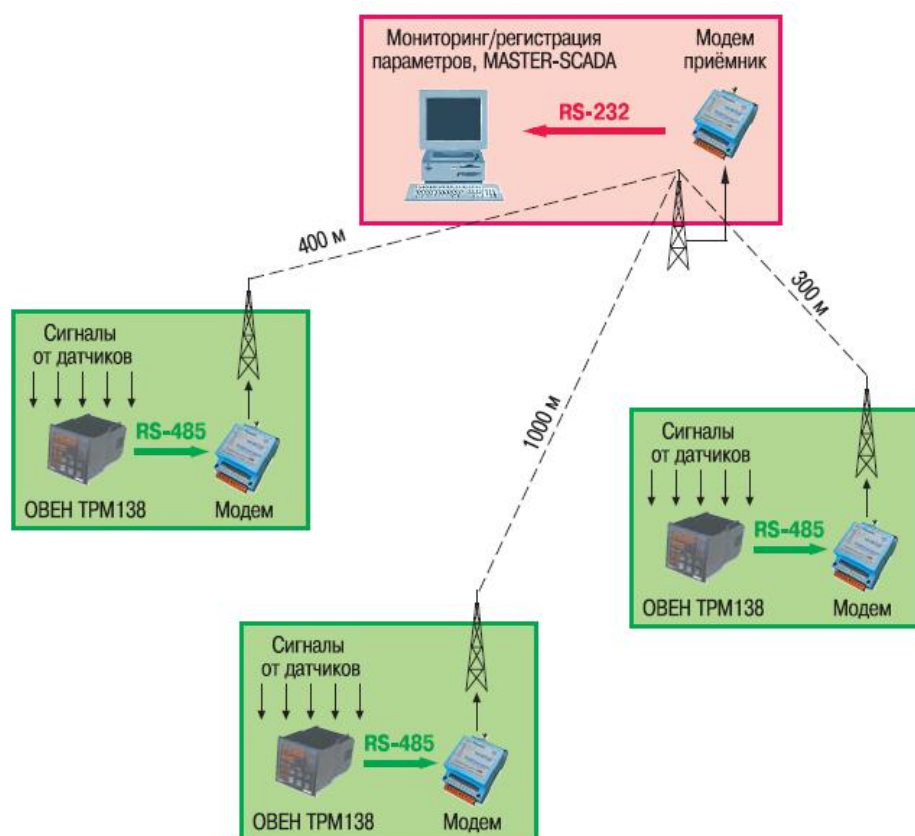 Мониторинг/регистрация
параметров, MASTER-SCADA
Модем
приёмник
RS-232
400 м
1000 м
300 м
Сигналы
от датчиков
RS-485
ОВЕН ТРМ138
Модем
Сигналы
от датчиков
RS-485
ОВЕН ТРМ138
Модем
Сигналы
от датчиков
RS-485
ОВЕН ТРМ138
Модем